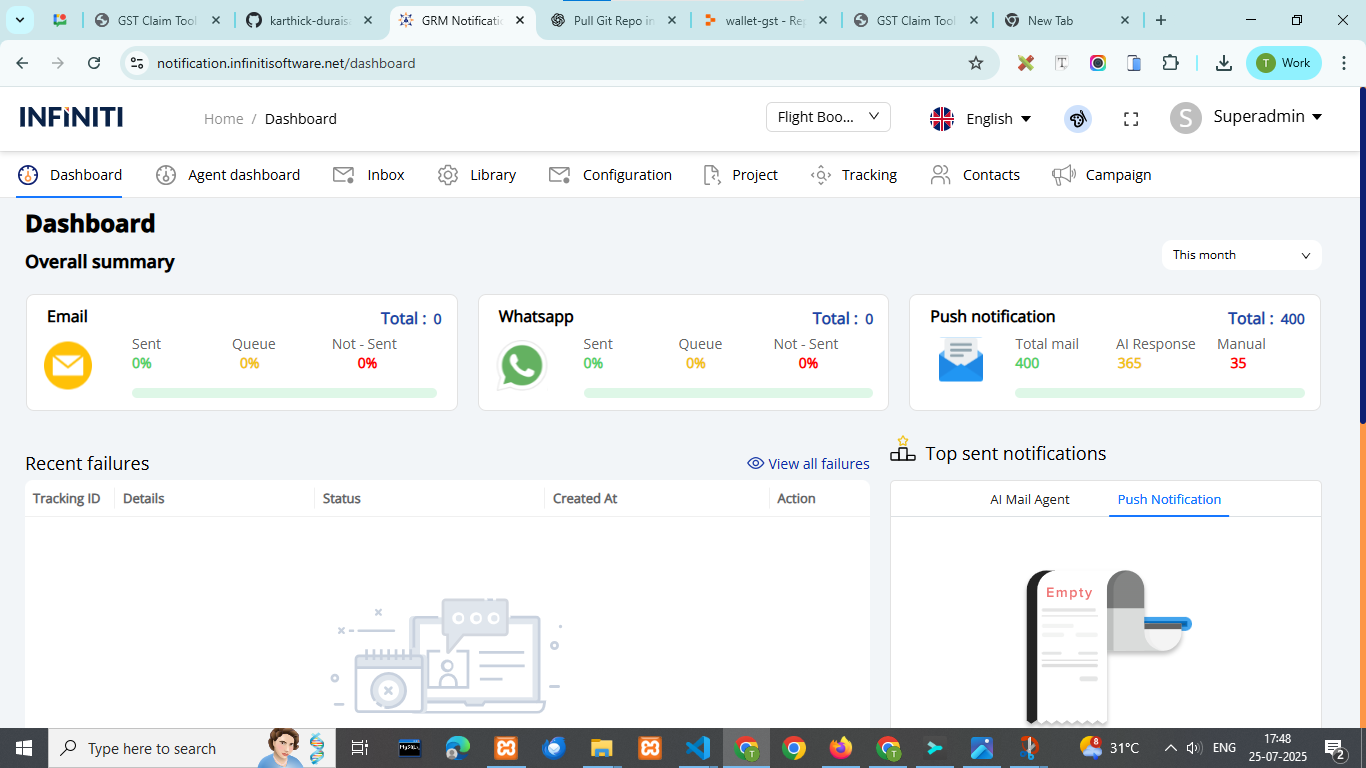 GST Claim Tool
karthick-durais
GRM Notificatio
Pull Git Repo in
wallet-gst - Rep
GST Claim Tool
New Tab
notification.infinitisoftware.net/dashboard
T Work
INFINITI
Home / Dashboard
Flight Boo...
English
S Superadmin
Dashboard
Agent dashboard
Inbox
Library
Configuration
Project
Tracking
Contacts
Campaign
Dashboard
Overall summary
This month
Email
Total : 0
Sent Queue Not - Sent
0% 0% 0%
Whatsapp
Total : 0
Sent Queue Not - Sent
0% 0% 0%
Push notification
Total : 400
Total mail AI Response Manual
400 365 35
Recent failures
View all failures
Tracking ID Details Status Created At Action
Top sent notifications
AI Mail Agent Push Notification
Empty
Type here to search
MySQL
T
T
8
31°C
ENG
17:48
25-07-2025
2